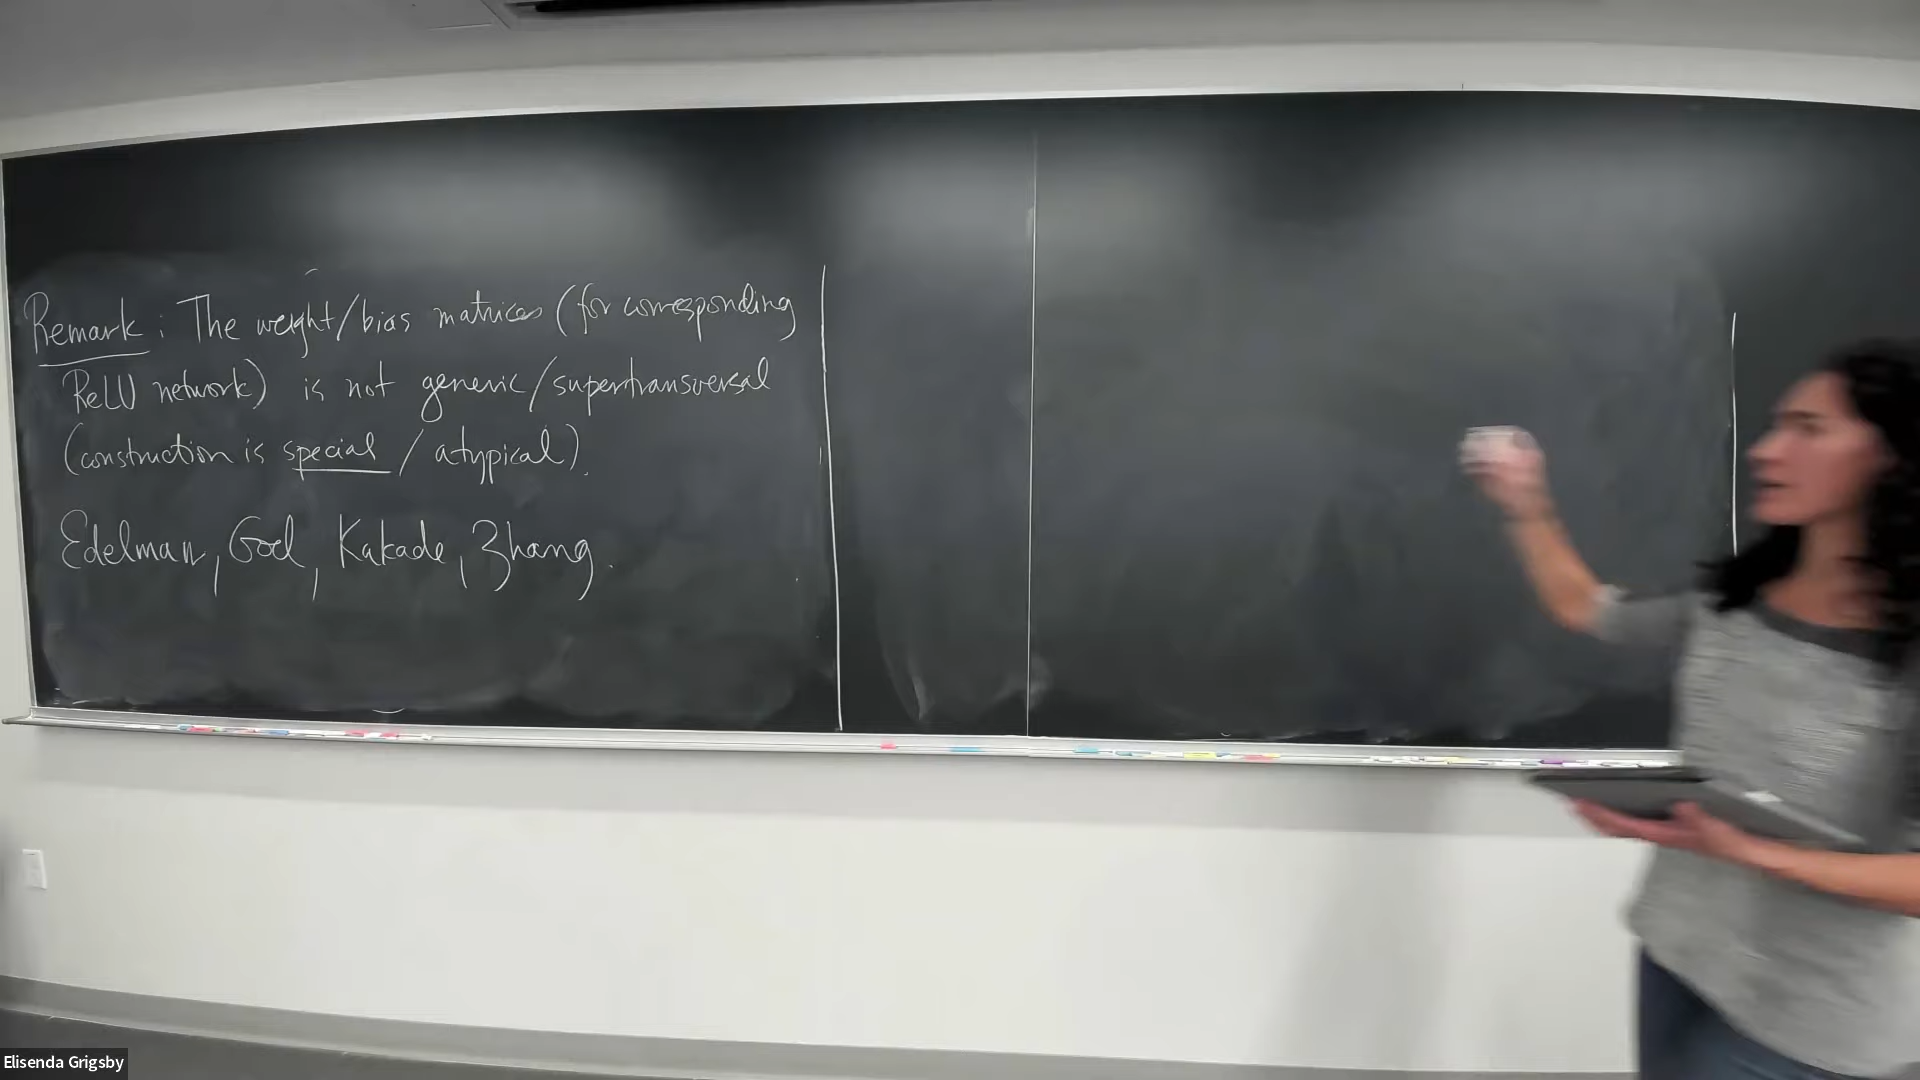 Remark: The weight/bias matrices (for corresponding
ReLU network) is not generic/supertransversal
(construction is special / atypical).
Edelman, Goel, Kakade, Zhang.
Elisenda Grigsby